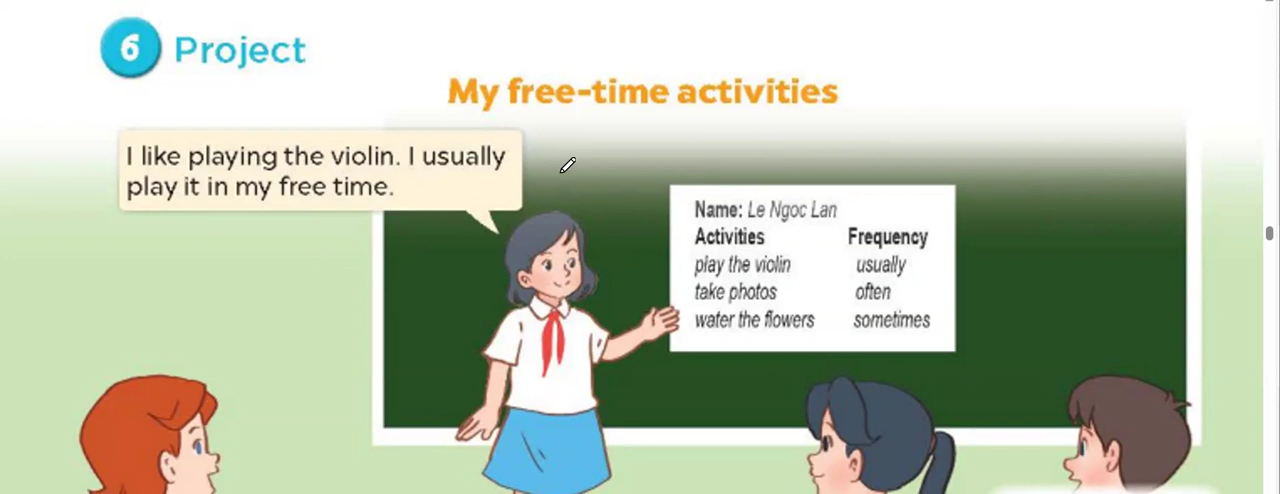 6 Project
My free-time activities
I like playing the violin. I usually
play it in my free time.
Name: Le Ngoc Lan
Activities Frequency
play the violin usually
take photos often
water the flowers sometimes